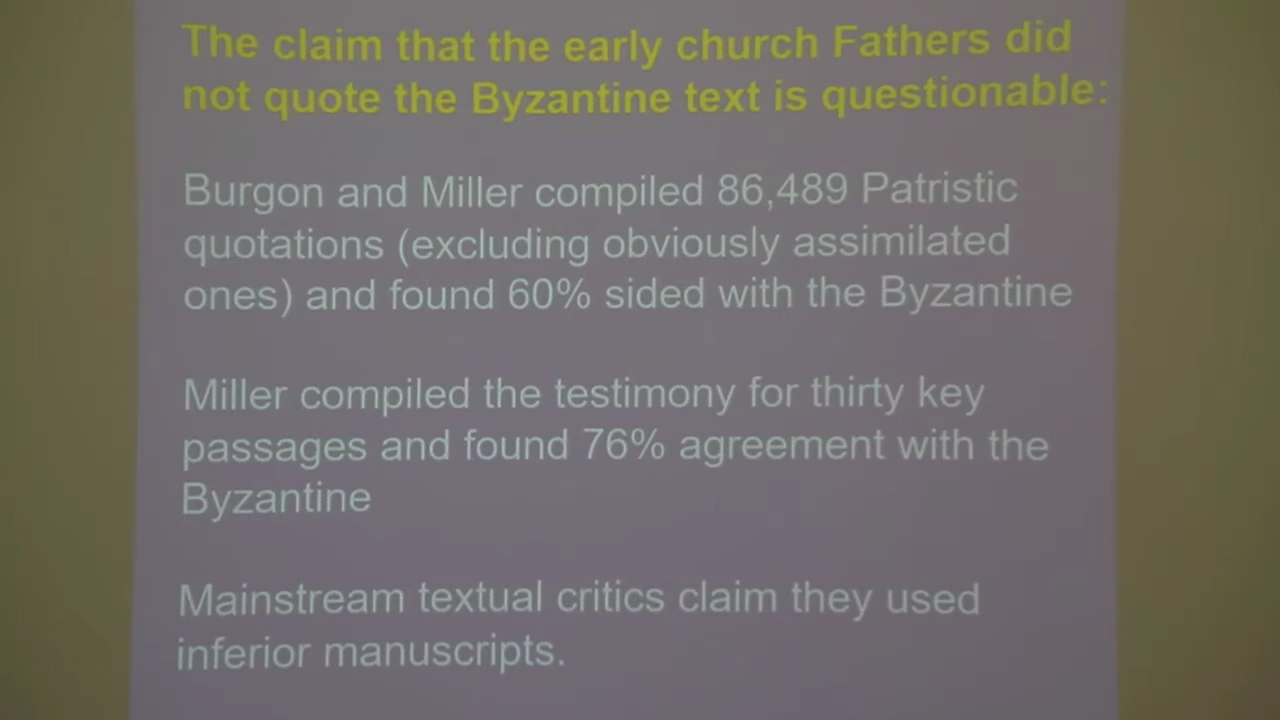 The claim that the early church Fathers did
not quote the Byzantine text is questionable:
Burgon and Miller compiled 86,489 Patristic
quotations (excluding obviously assimilated
ones) and found 60% sided with the Byzantine
Miller compiled the testimony for thirty key
passages and found 76% agreement with the
Byzantine
Mainstream textual critics claim they used
inferior manuscripts.